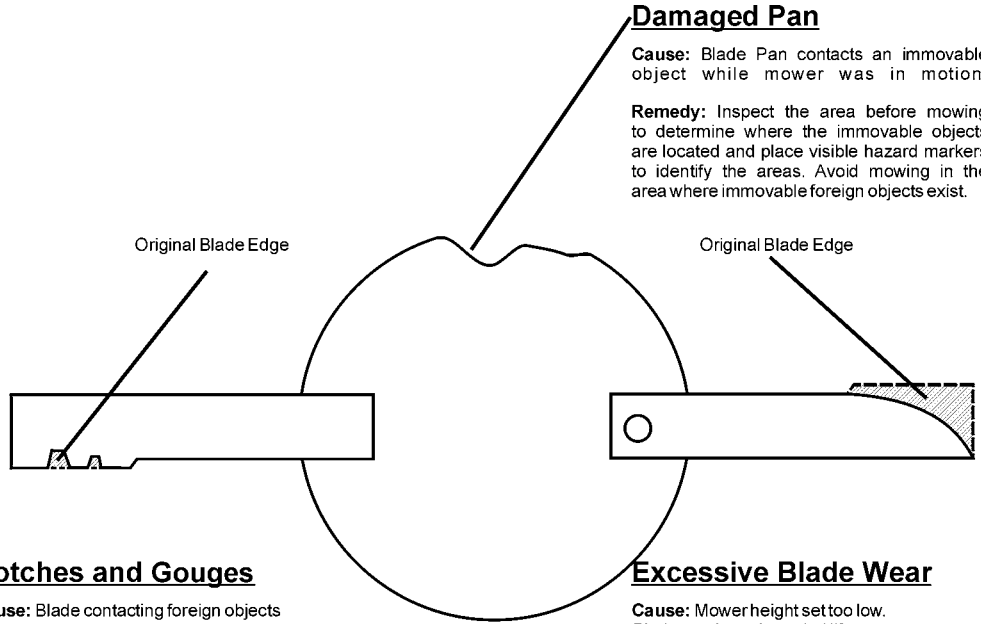 Damaged Pan
Cause: Blade Pan contacts an immovable
object while mower was in motion
Remedy: Inspect the area before mowing
to determine where the immovable objects
are located and place visible hazard markers
to identify the areas. Avoid mowing in the
area where immovable foreign objects exist.
Original Blade Edge
Original Blade Edge
otches and Gouges
use: Blade contacting foreign objects
Excessive Blade Wear
Cause: Mower height set too low.